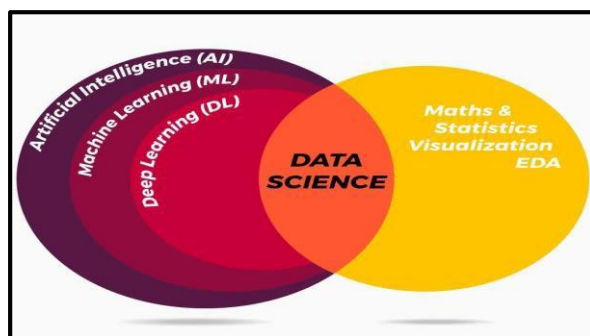 Artificial Intelligence (AI)
Machine Learning (ML)
Deep Learning (DL)
DATA
SCIENCE
Maths &
Statistics
Visualization
EDA